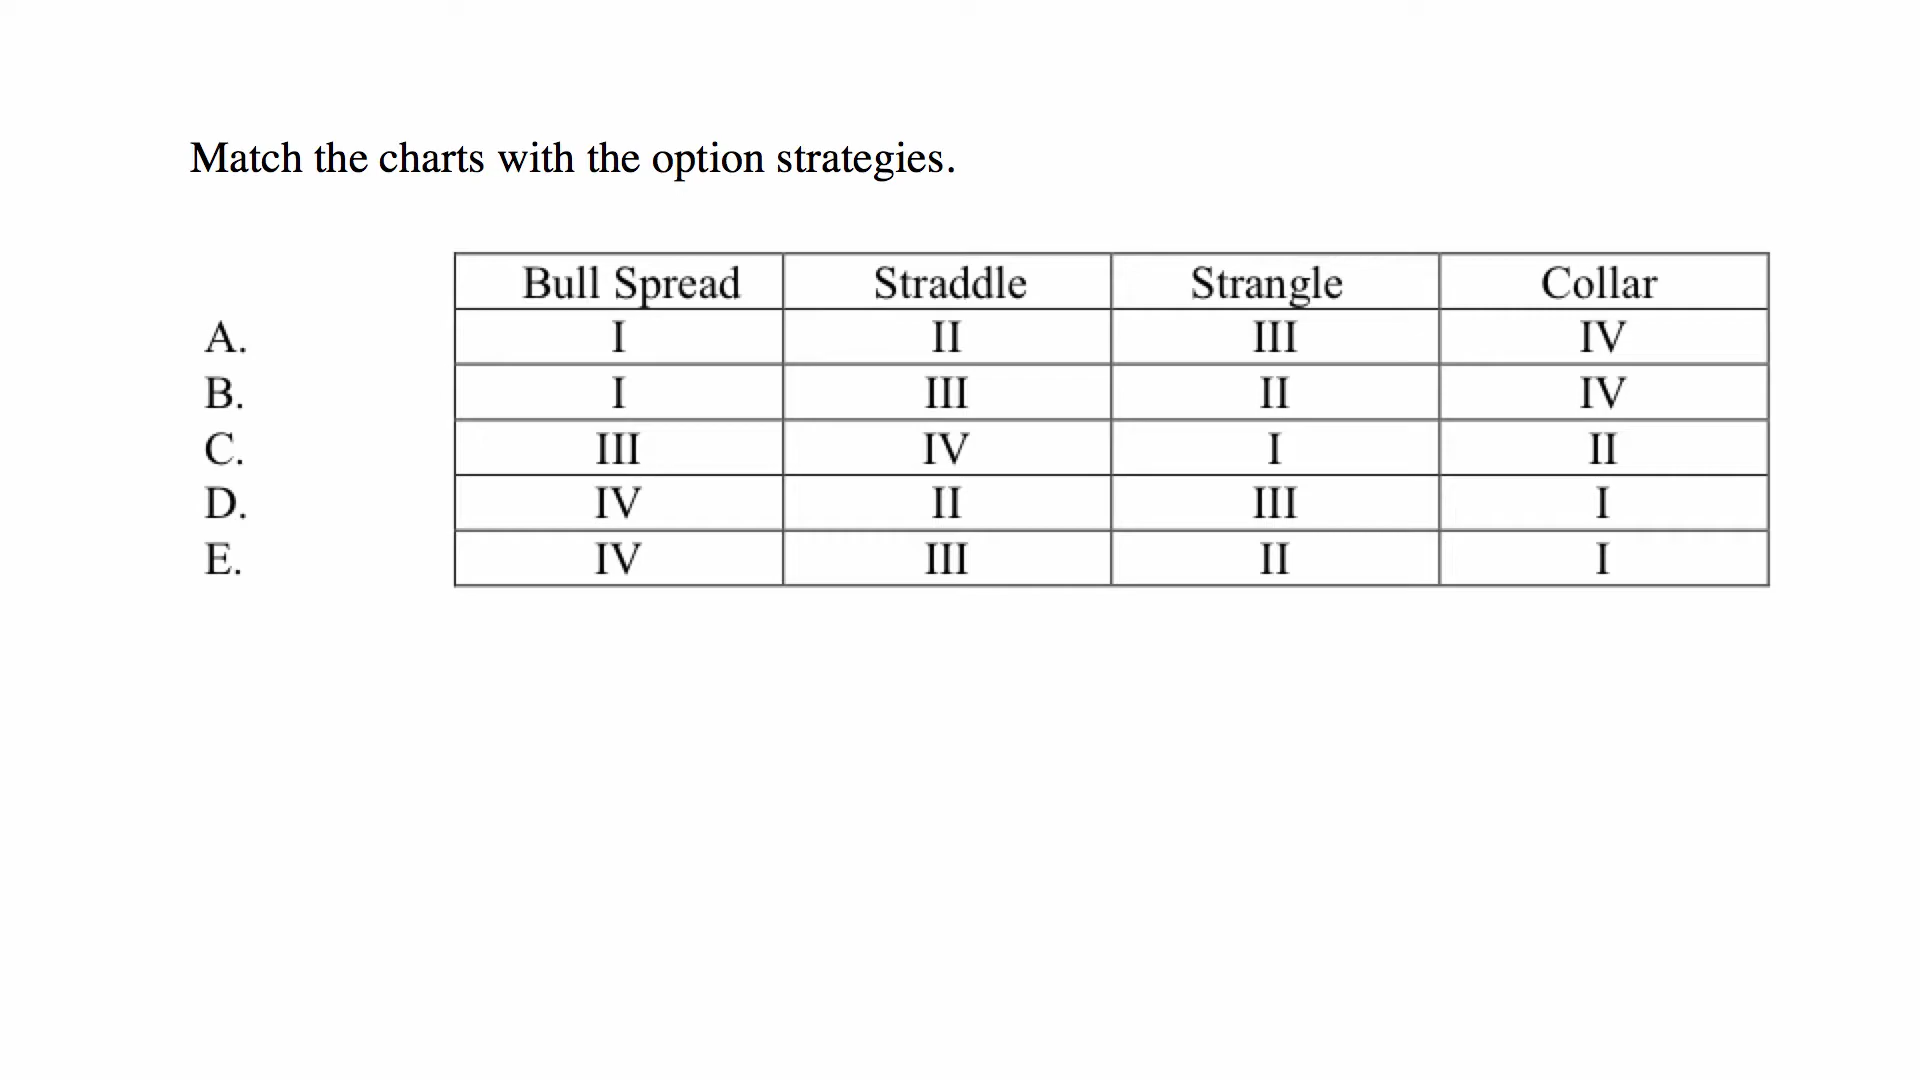 Match the charts with the option strategies.
Bull Spread Straddle Strangle Collar
A. I II III IV
B. I III II IV
C. III IV I II
D. IV II III I
E. IV III II I